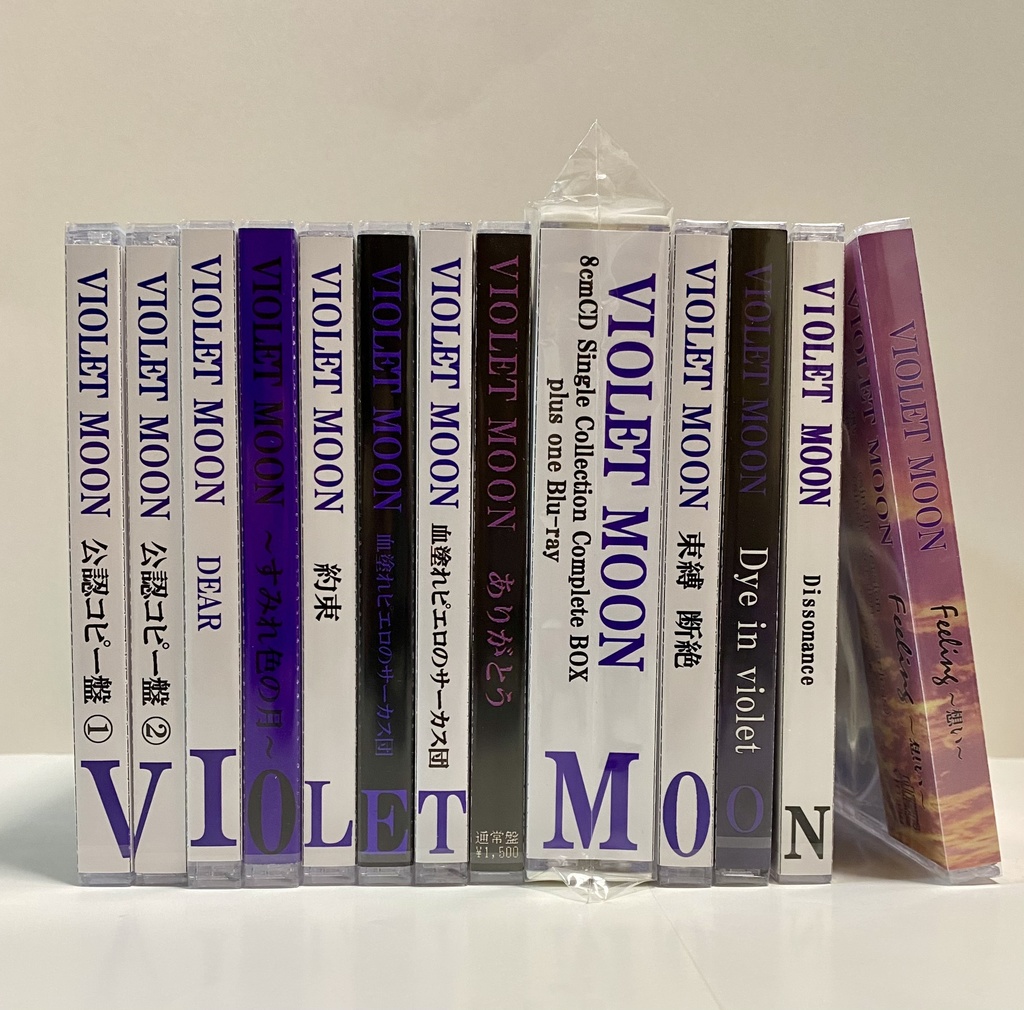 VIOLET MOON 公認コピー盤 ①
VIOLET MOON 公認コピー盤 ②
V
VIOLET MOON DEAR
I
VIOLET MOON ～すみれ色の月～
O
VIOLET MOON 約束
L
VIOLET MOON 血塗れピエロのサーカス団
E
VIOLET MOON 血塗れピエロのサーカス団
T
VIOLET MOON ありがとう
通常盤
¥1,500
VIOLET MOON
8cmCD Single Collection Complete BOX
plus one Blu-ray
M
VIOLET MOON 束縛 断絶
O
VIOLET MOON Dye in violet
O
VIOLET MOON Dissonance
N
VIOLET MOON Feeling ～想い～